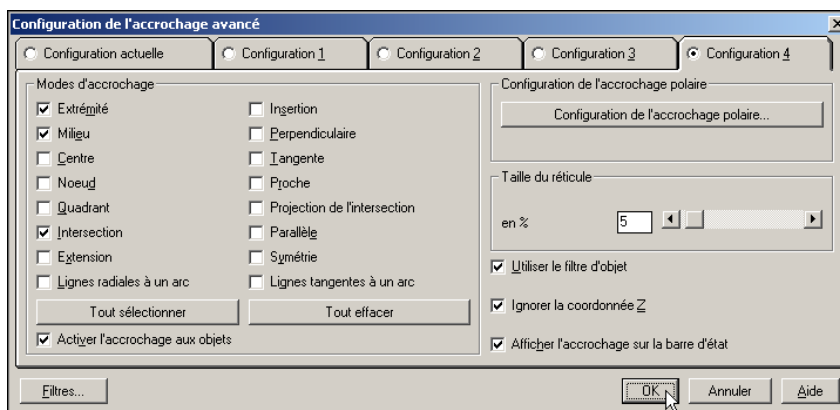 Configuration de l'accrochage avancé
Configuration actuelle
Configuration 1
Configuration 2
Configuration 3
Configuration 4
Modes d'accrochage
Extrémité
Insertion
Milieu
Perpendiculaire
Centre
Tangente
Noeud
Proche
Quadrant
Projection de l'intersection
Intersection
Parallèle
Extension
Symétrie
Lignes radiales à un arc
Lignes tangentes à un arc
Tout sélectionner
Tout effacer
Activer l'accrochage aux objets
Configuration de l'accrochage polaire
Configuration de l'accrochage polaire...
Taille du réticule
en %
5
Utiliser le filtre d'objet
Ignorer la coordonnée Z
Afficher l'accrochage sur la barre d'état
Filtres...
OK
Annuler
Aide